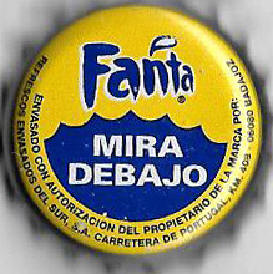 Fanta
®
MIRA
DEBAJO
ENVASADO CON AUTORIZACION DEL PROPIETARIO DE LA MARCA POR:
REFRESCOS ENVASADOS DEL SUR, S.A. CARRETERA DE PORTUGAL, KM. 405 - 06080 BADAJOZ